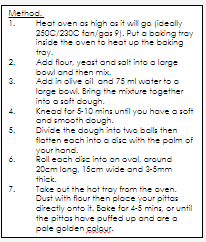 Method.
1. Heat oven as high as it will go (ideally
250C/230C fan/gas 9). Put a baking tray
inside the oven to heat up the baking
tray.
2. Add flour, yeast and salt into a large
bowl and then mix.
3. Add in olive oil  and 75 ml water to a
large bowl. Bring the mixture together
into a soft dough.
4. Knead for 5-10 mins until you have a soft
and smooth dough.
5. Divide the dough into two balls then
flatten each into a disc with the palm of
your hand.
6. Roll each disc into an oval, around
20cm long, 15cm wide and 3-5mm
thick.
7. Take out the hot tray from the oven.
Dust with flour then place your pittas
directly onto it. Bake for 4-5 mins, or until
the pittas have puffed up and are a
pale golden colour.